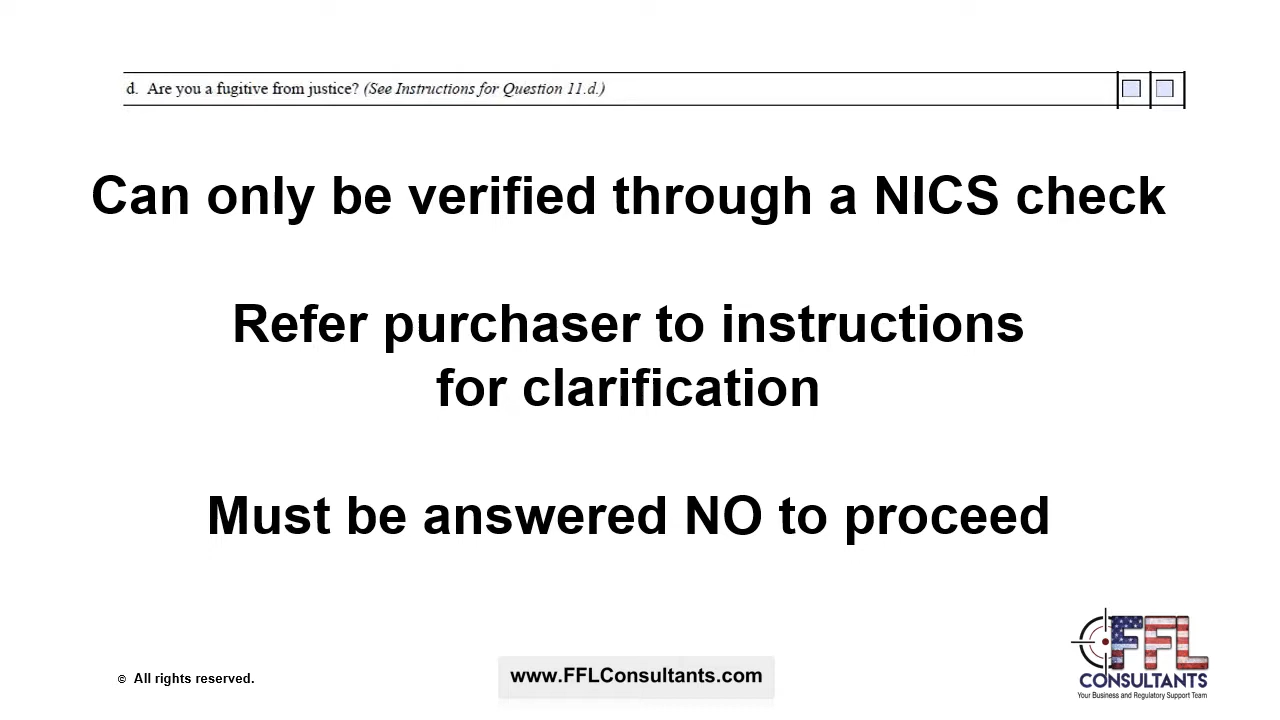 d. Are you a fugitive from justice? (See Instructions for Question 11.d.)
Can only be verified through a NICS check
Refer purchaser to instructions
for clarification
Must be answered NO to proceed
© All rights reserved.
www.FFLConsultants.com
FFL
CONSULTANTS
Your Business and Regulatory Support Team